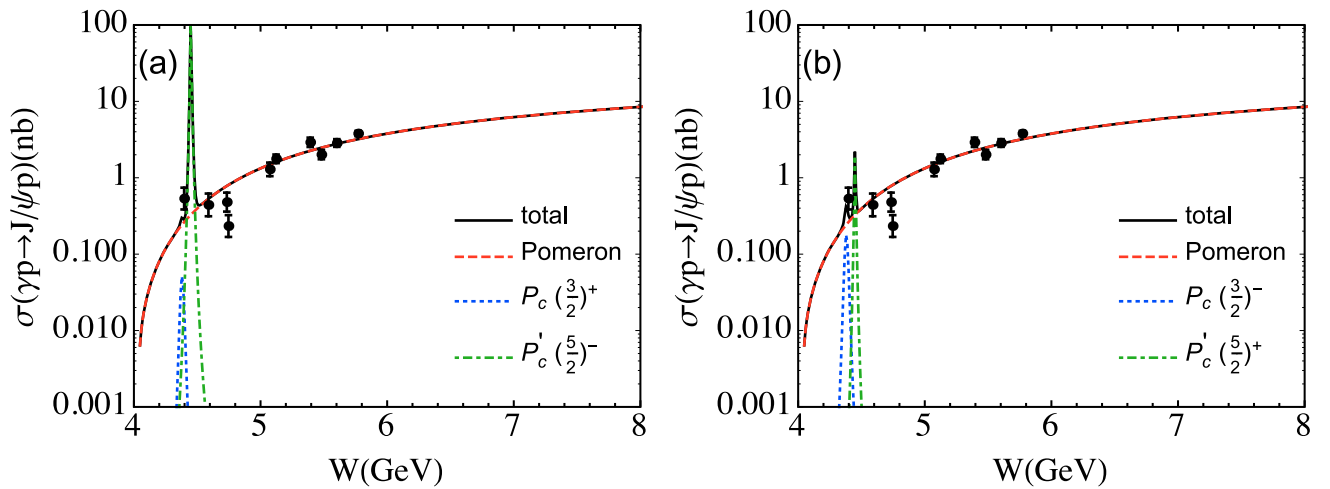 (a)
σ(γp→J/ψp)(nb)
100
10
1
0.100
0.010
0.001
total
Pomeron
P_c (3/2)^+
P_c^' (5/2)^-
4 5 6 7 8
W(GeV)
(b)
σ(γp→J/ψp)(nb)
100
10
1
0.100
0.010
0.001
total
Pomeron
P_c (3/2)^-
P_c^' (5/2)^+
4 5 6 7 8
W(GeV)